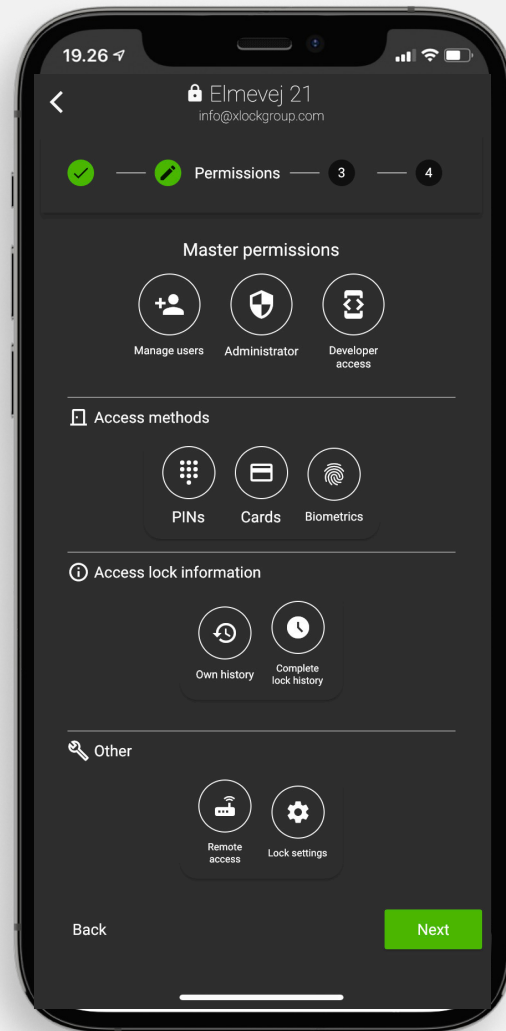 19.26
Elmevej 21
info@xlockgroup.com
Permissions 3 4
Master permissions
Manage users Administrator Developer
access
Access methods
PINs Cards Biometrics
Access lock information
Own history Complete
lock history
Other
Remote
access Lock settings
Back Next